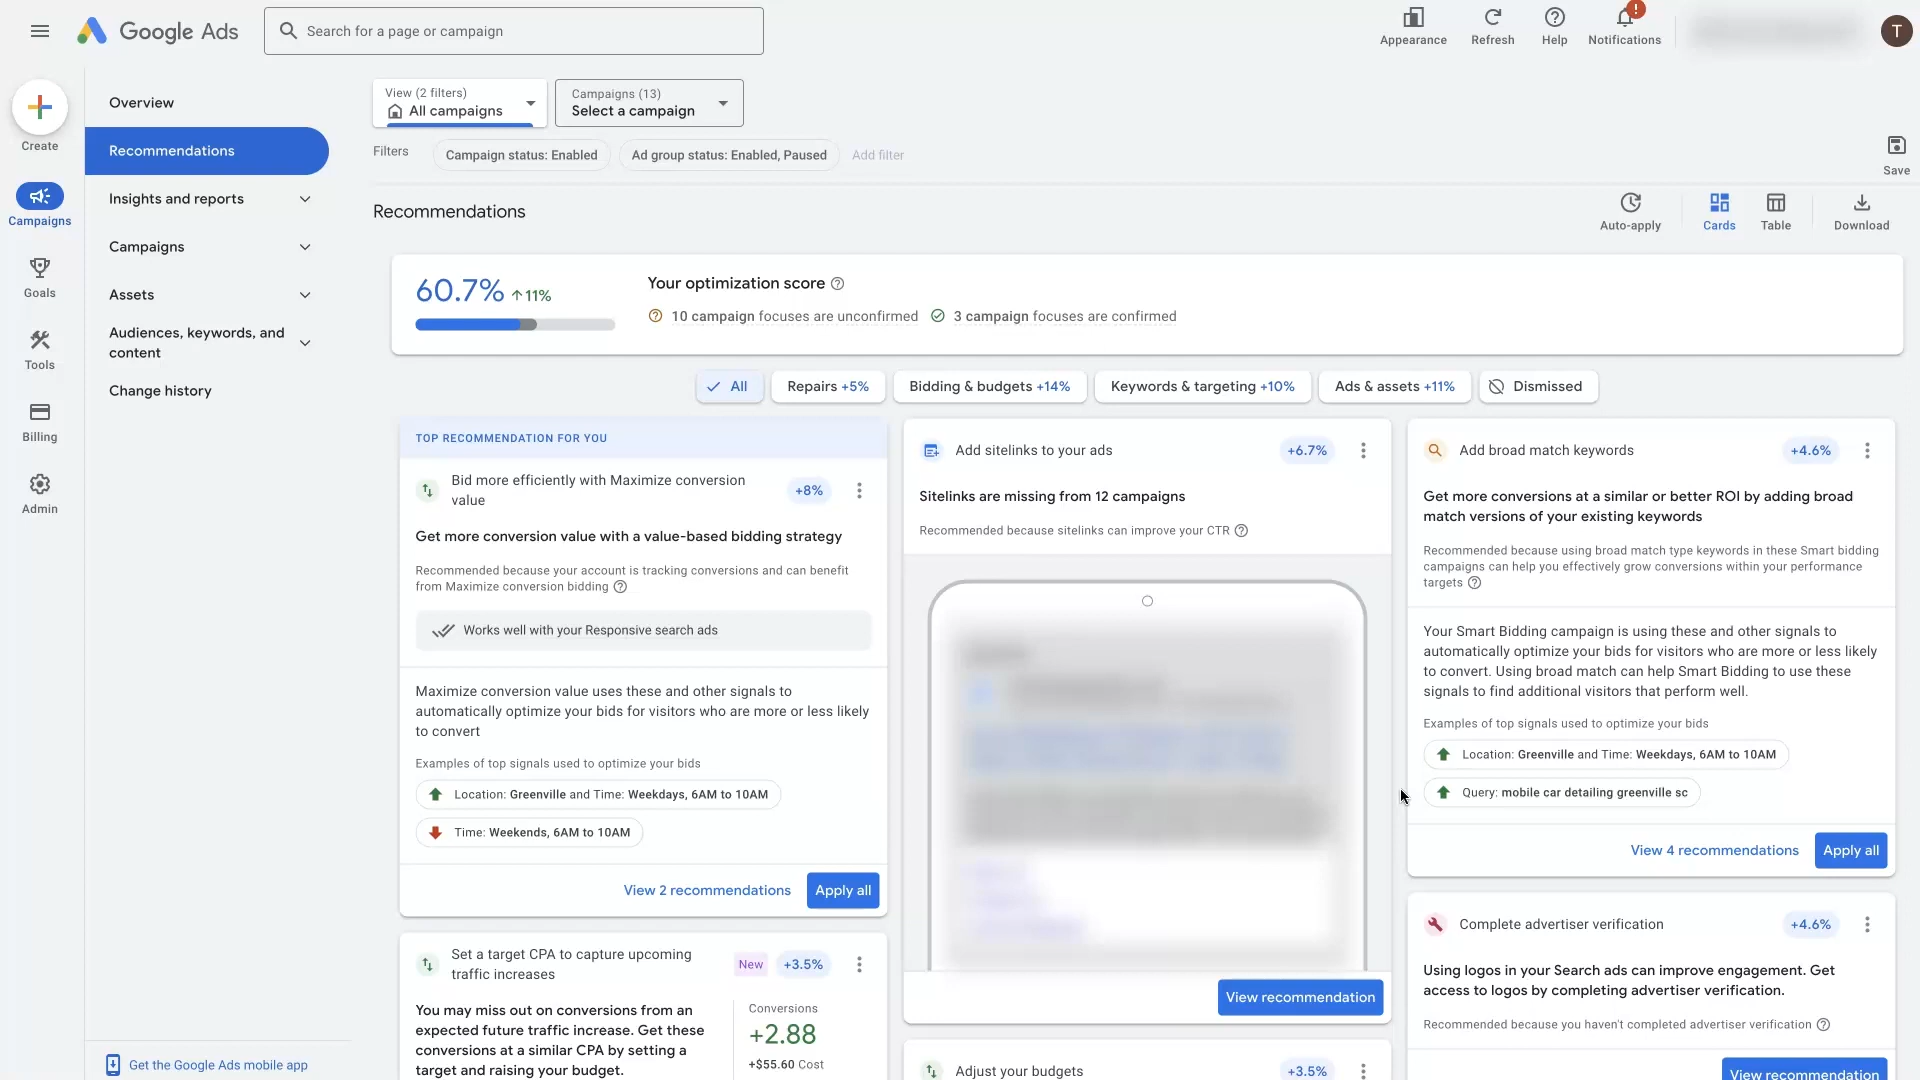 Google Ads
Search for a page or campaign
Appearance
Refresh
Help
!
Notifications
T
Create
Campaigns
Goals
Tools
Billing
Admin
Overview
Recommendations
Insights and reports
Campaigns
Assets
Audiences, keywords, and
content
Change history
Get the Google Ads mobile app
View (2 filters)
All campaigns
Campaigns (13)
Select a campaign
Filters
Campaign status: Enabled
Ad group status: Enabled, Paused
Add filter
Save
Recommendations
Auto-apply
Cards
Table
Download
60.7% ↑11%
Your optimization score
10 campaign focuses are unconfirmed
3 campaign focuses are confirmed
All
Repairs +5%
Bidding & budgets +14%
Keywords & targeting +10%
Ads & assets +11%
Dismissed
TOP RECOMMENDATION FOR YOU
Bid more efficiently with Maximize conversion
value
+8%
Get more conversion value with a value-based bidding strategy
Recommended because your account is tracking conversions and can benefit
from Maximize conversion bidding
Works well with your Responsive search ads
Maximize conversion value uses these and other signals to
automatically optimize your bids for visitors who are more or less likely
to convert
Examples of top signals used to optimize your bids
Location: Greenville and Time: Weekdays, 6AM to 10AM
Time: Weekends, 6AM to 10AM
View 2 recommendations
Apply all
Set a target CPA to capture upcoming
traffic increases
New
+3.5%
You may miss out on conversions from an
expected future traffic increase. Get these
conversions at a similar CPA by setting a
target and raising your budget.
Conversions
+2.88
+$55.60 Cost
Add sitelinks to your ads
+6.7%
Sitelinks are missing from 12 campaigns
Recommended because sitelinks can improve your CTR
View recommendation
Adjust your budgets
+3.5%
Add broad match keywords
+4.6%
Get more conversions at a similar or better ROI by adding broad
match versions of your existing keywords
Recommended because using broad match type keywords in these Smart bidding
campaigns can help you effectively grow conversions within your performance
targets
Your Smart Bidding campaign is using these and other signals to
automatically optimize your bids for visitors who are more or less likely
to convert. Using broad match can help Smart Bidding to use these
signals to find additional visitors that perform well.
Examples of top signals used to optimize your bids
Location: Greenville and Time: Weekdays, 6AM to 10AM
Query: mobile car detailing greenville sc
View 4 recommendations
Apply all
Complete advertiser verification
+4.6%
Using logos in your Search ads can improve engagement. Get
access to logos by completing advertiser verification.
Recommended because you haven't completed advertiser verification
View recommendation